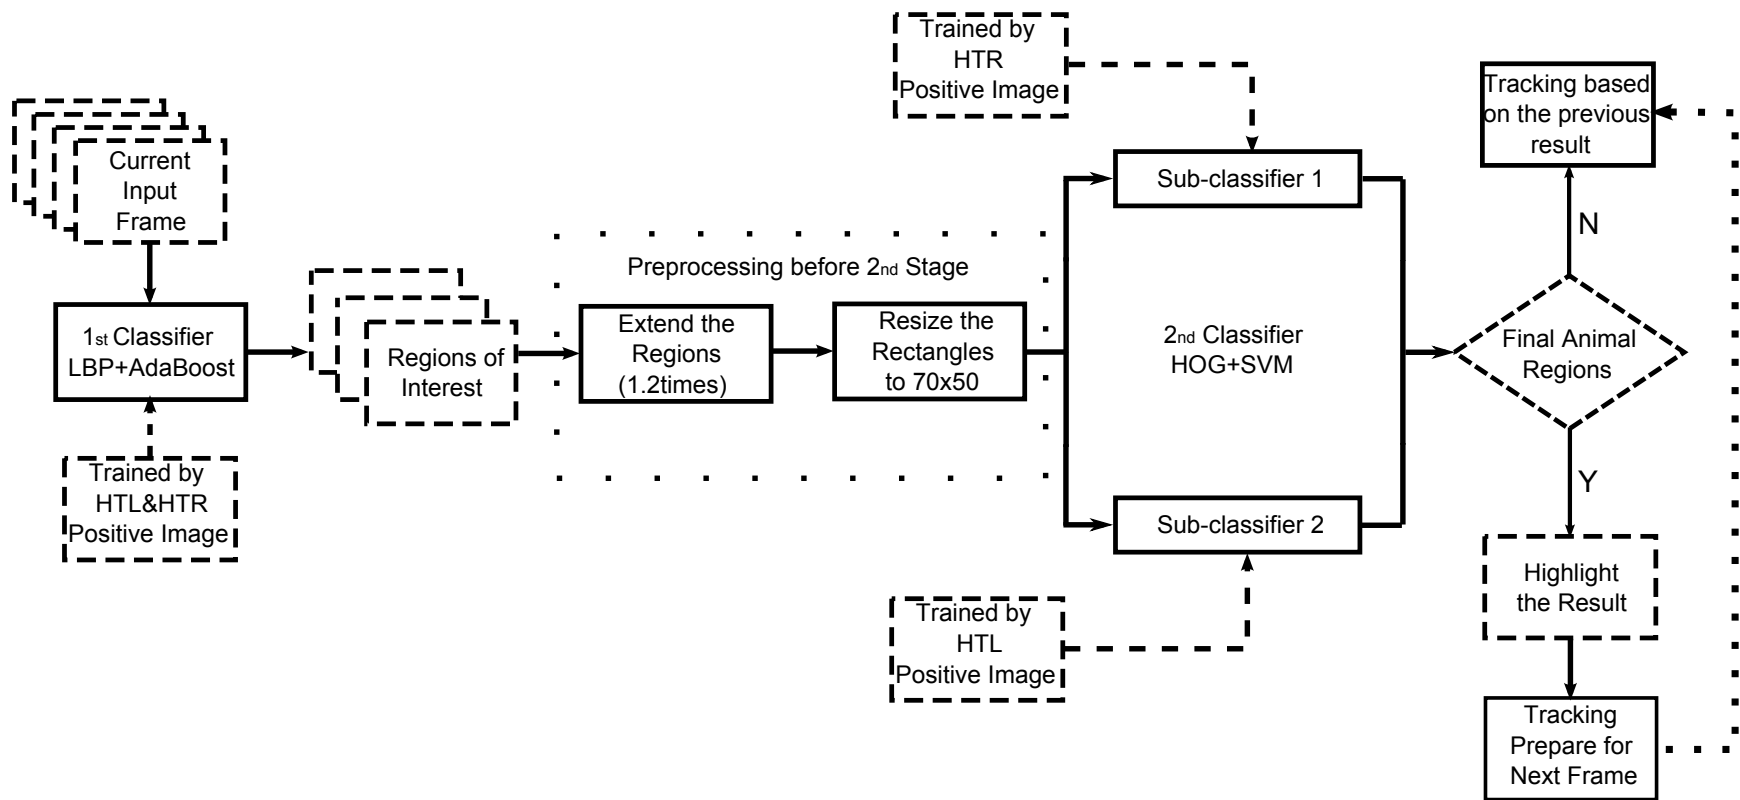 Trained by
HTR
Positive Image
Current
Input
Frame
1st Classifier
LBP+AdaBoost
Trained by
HTL&HTR
Positive Image
Regions of
Interest
Preprocessing before 2nd Stage
Extend the
Regions
(1.2times)
Resize the
Rectangles
to 70x50
Sub-classifier 1
2nd Classifier
HOG+SVM
Sub-classifier 2
Trained by
HTL
Positive Image
Tracking based
on the previous
result
N
Final Animal
Regions
Y
Highlight
the Result
Tracking
Prepare for
Next Frame